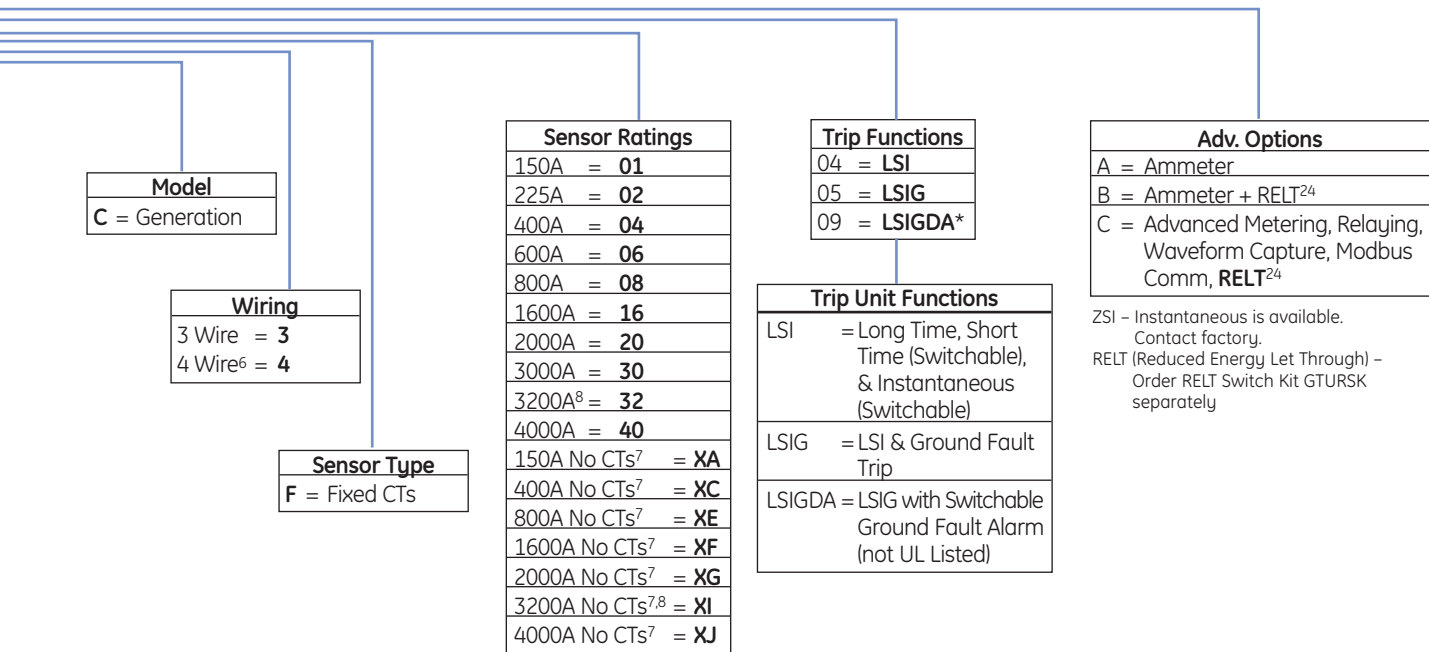 Model
C = Generation
Wiring
3 Wire = 3
4 Wire6 = 4
Sensor Type
F = Fixed CTs
Sensor Ratings
150A = 01
225A = 02
400A = 04
600A = 06
800A = 08
1600A = 16
2000A = 20
3000A = 30
3200A8 = 32
4000A = 40
150A No CTs7 = XA
400A No CTs7 = XC
800A No CTs7 = XE
1600A No CTs7 = XF
2000A No CTs7 = XG
3200A No CTs7,8 = XI
4000A No CTs7 = XJ
Trip Functions
04 = LSI
05 = LSIG
09 = LSIGDA*
Trip Unit Functions
LSI = Long Time, Short
Time (Switchable),
& Instantaneous
(Switchable)
LSIG = LSI & Ground Fault
Trip
LSIGDA = LSIG with Switchable
Ground Fault Alarm
(not UL Listed)
Adv. Options
A = Ammeter
B = Ammeter + RELT24
C = Advanced Metering, Relaying,
Waveform Capture, Modbus
Comm, RELT24
ZSI – Instantaneous is available.
Contact factory.
RELT (Reduced Energy Let Through) –
Order RELT Switch Kit GTURSK
separately